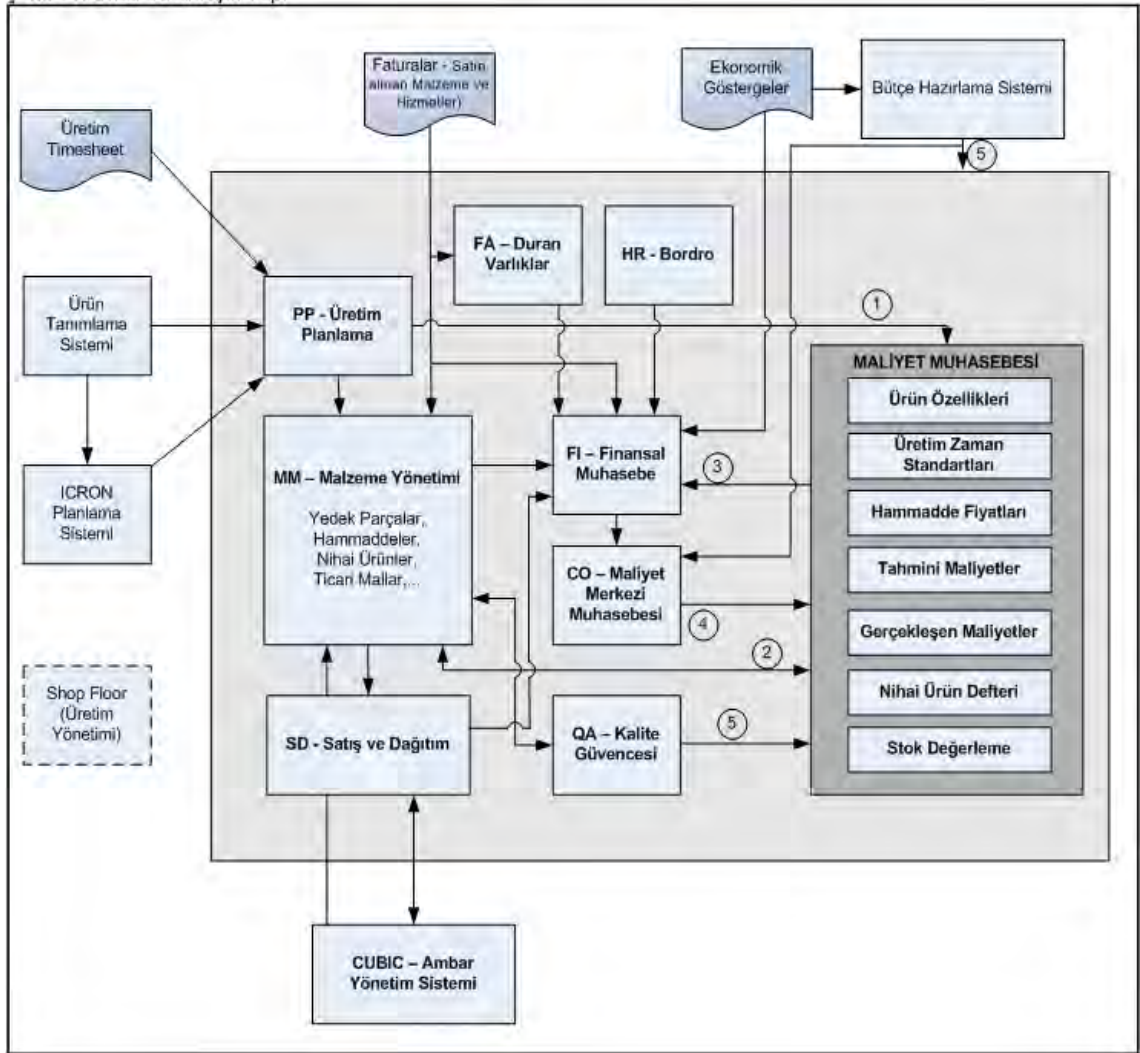 Faturalar - Satın
alınan Malzeme ve
Hizmetler)
Ekonomik
Göstergeler
Bütçe Hazırlama Sistemi
Üretim
Timesheet
5
FA – Duran
Varlıklar
HR - Bordro
Ürün
Tanımlama
Sistemi
PP - Üretim
Planlama
1
MALİYET MUHASEBESİ
Ürün Özellikleri
Üretim Zaman
Standartları
Hammadde Fiyatları
Tahmini Maliyetler
Gerçekleşen Maliyetler
Nihai Ürün Defteri
Stok Değerleme
ICRON
Planlama
Sistemi
MM – Malzeme Yönetimi
Yedek Parçalar,
Hammaddeler,
Nihai Ürünler,
Ticari Mallar,...
FI – Finansal
Muhasebe
3
CO – Maliyet
Merkezi
Muhasebesi
4
2
Shop Floor
(Üretim
Yönetimi)
SD - Satış ve Dağıtım
QA – Kalite
Güvencesi
5
CUBIC – Ambar
Yönetim Sistemi